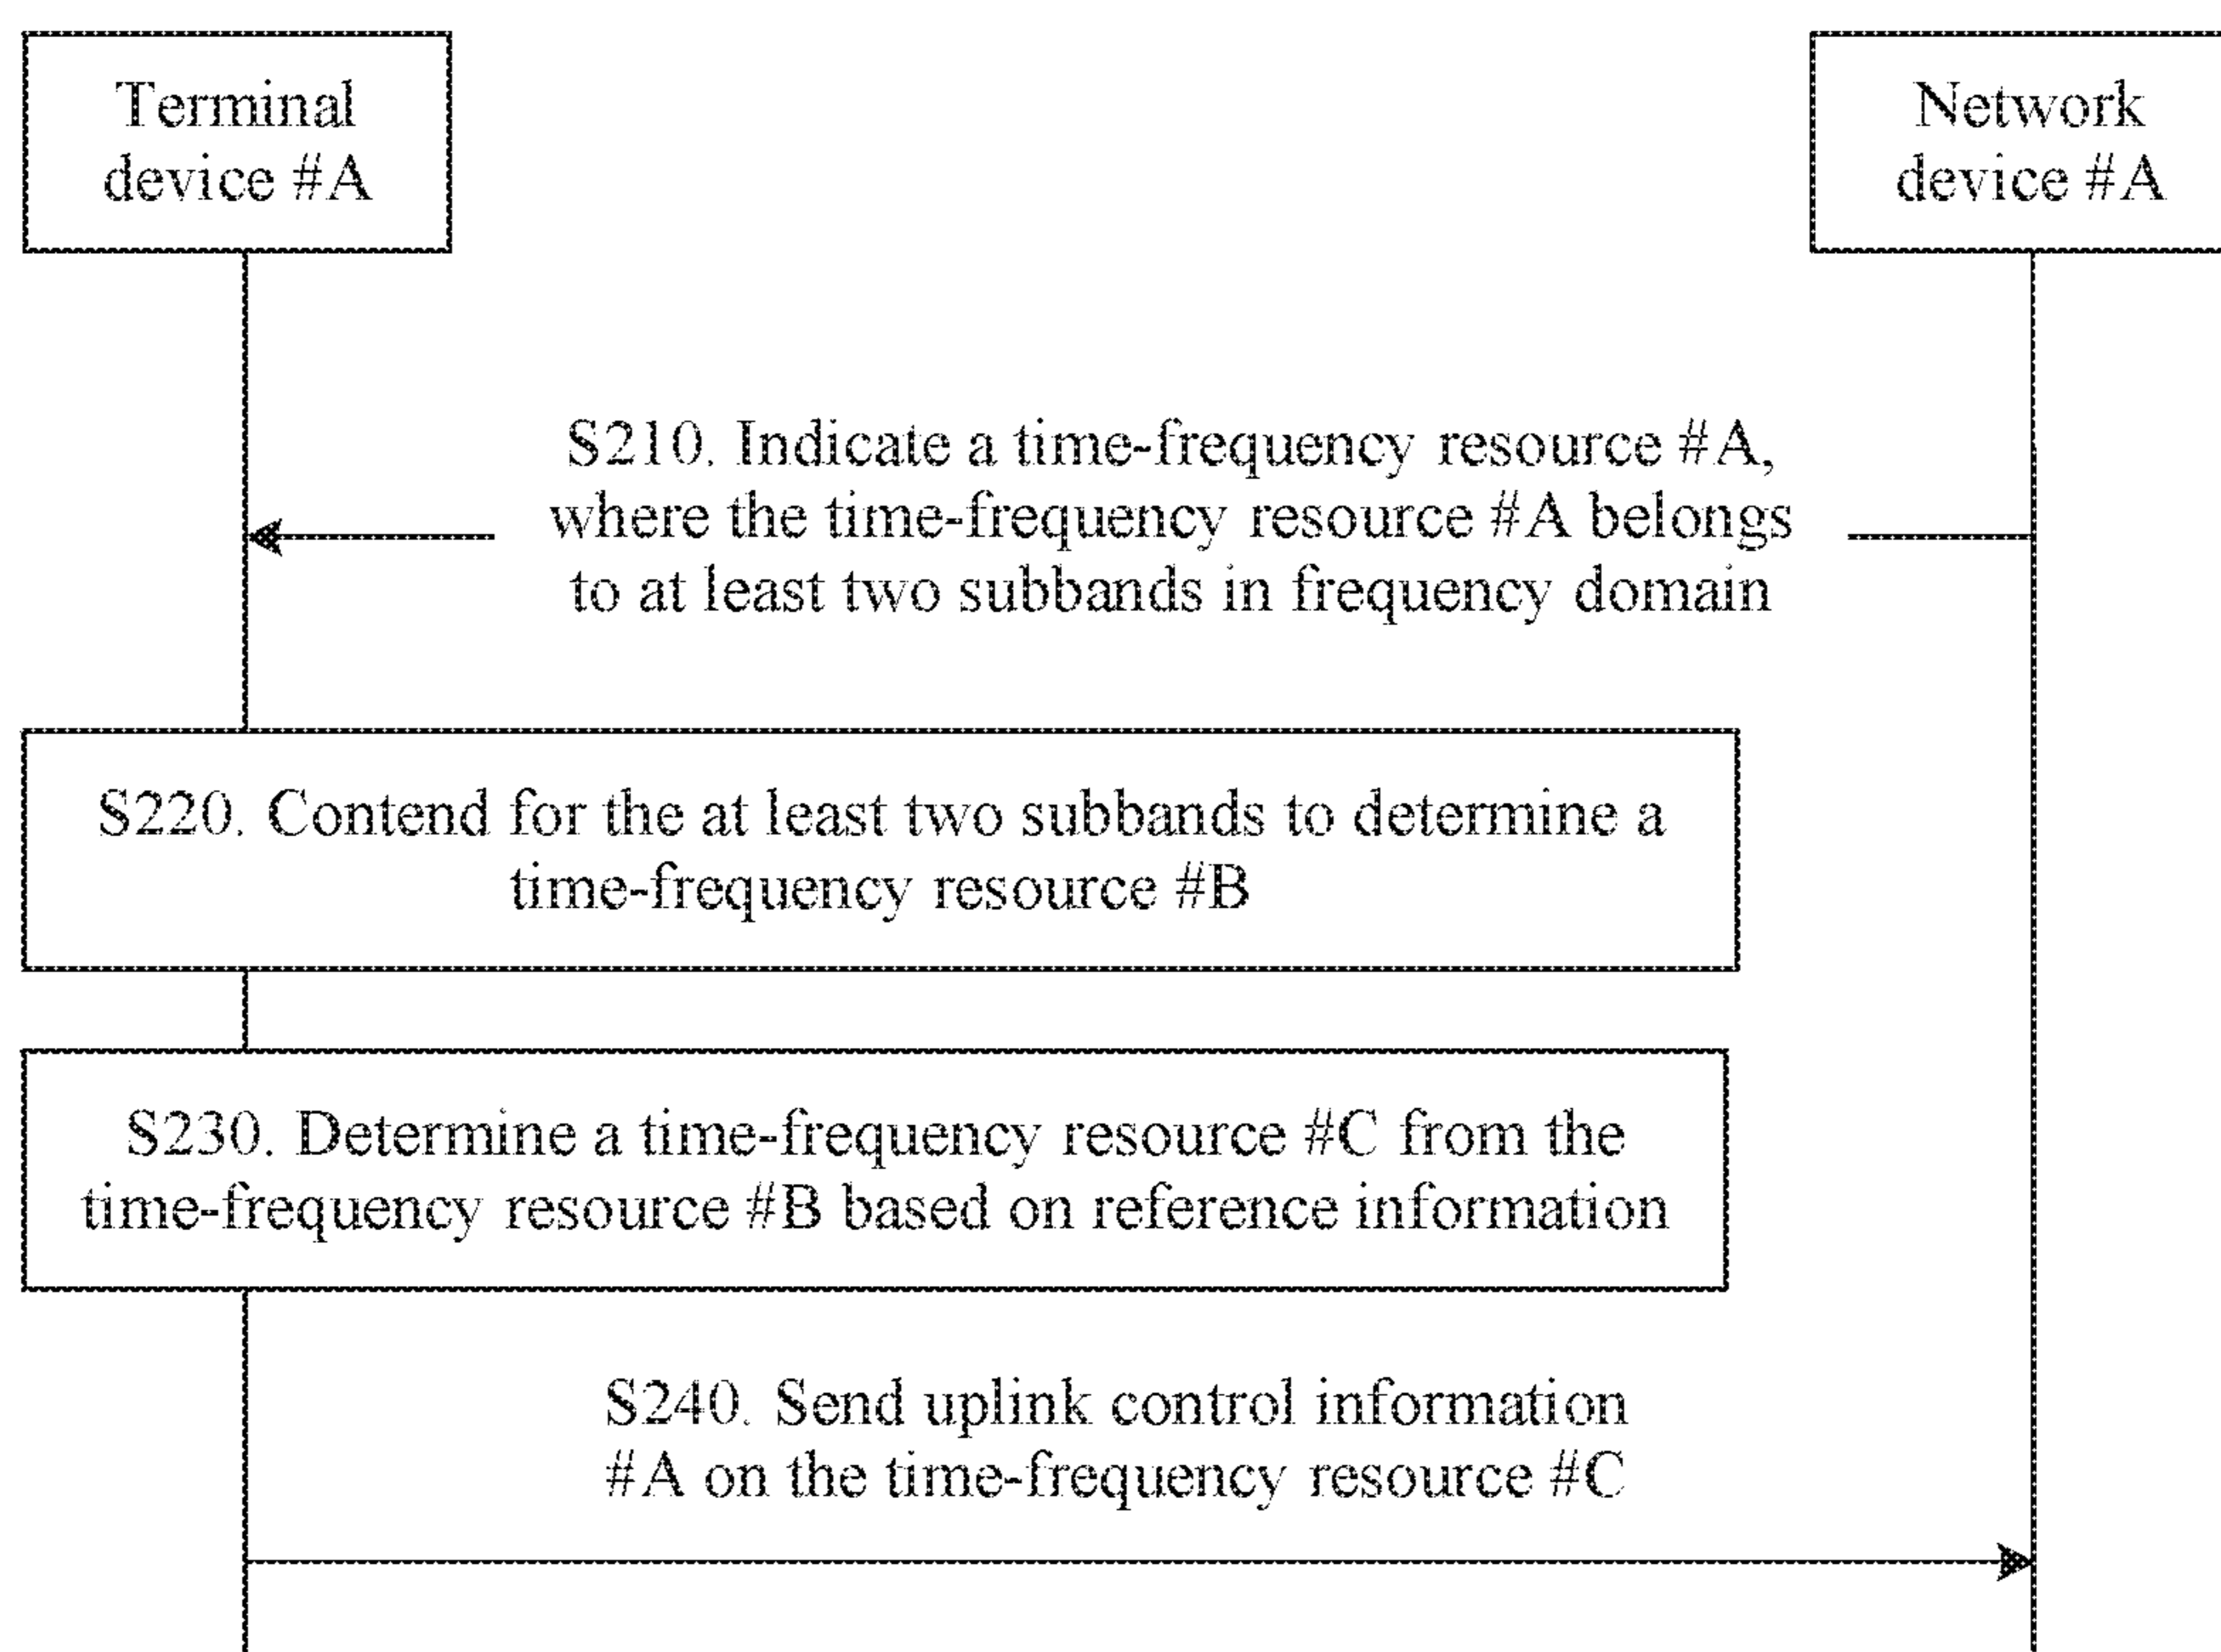 Terminal
device #A
Network
device #A
S210. Indicate a time-frequency resource #A,
where the time-frequency resource #A belongs
to at least two subbands in frequency domain
S220. Contend for the at least two subbands to determine a
time-frequency resource #B
S230. Determine a time-frequency resource #C from the
time-frequency resource #B based on reference information
S240. Send uplink control information
#A on the time-frequency resource #C